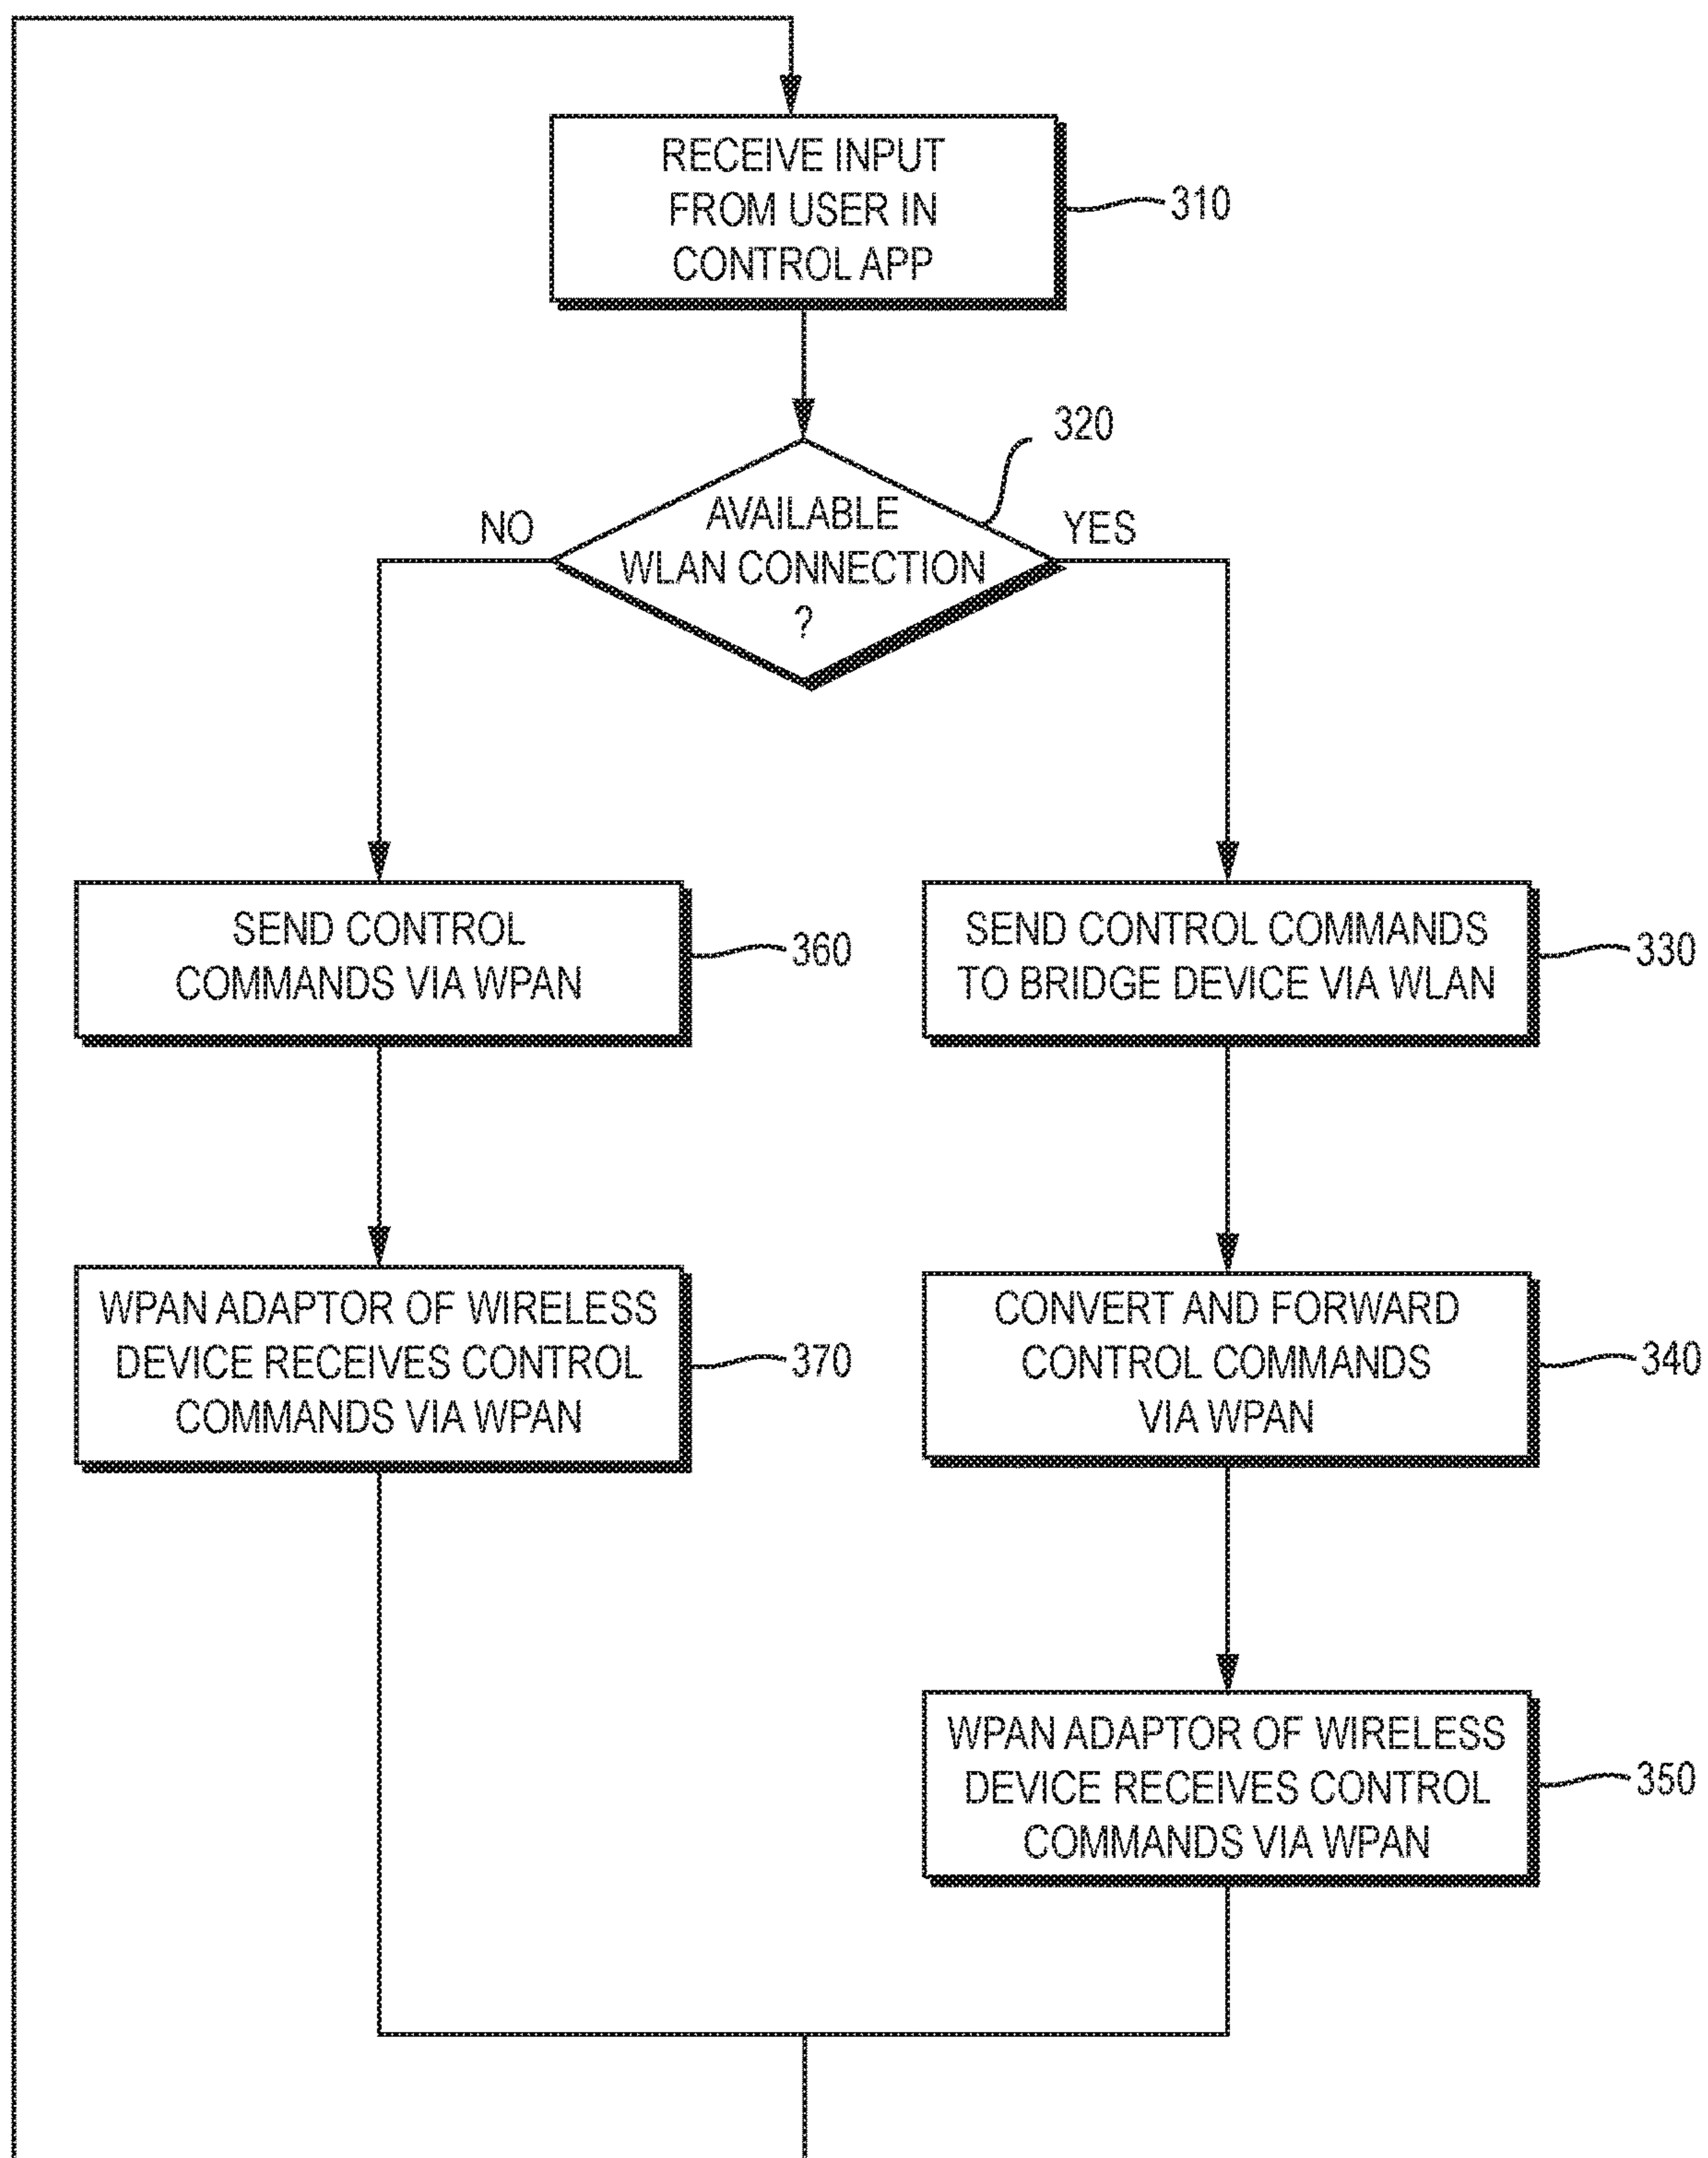 RECEIVE INPUT
FROM USER IN
CONTROL APP
310
320
AVAILABLE
WLAN CONNECTION
?
NO
YES
SEND CONTROL
COMMANDS VIA WPAN
360
SEND CONTROL COMMANDS
TO BRIDGE DEVICE VIA WLAN
330
WPAN ADAPTOR OF WIRELESS
DEVICE RECEIVES CONTROL
COMMANDS VIA WPAN
370
CONVERT AND FORWARD
CONTROL COMMANDS
VIA WPAN
340
WPAN ADAPTOR OF WIRELESS
DEVICE RECEIVES CONTROL
COMMANDS VIA WPAN
350